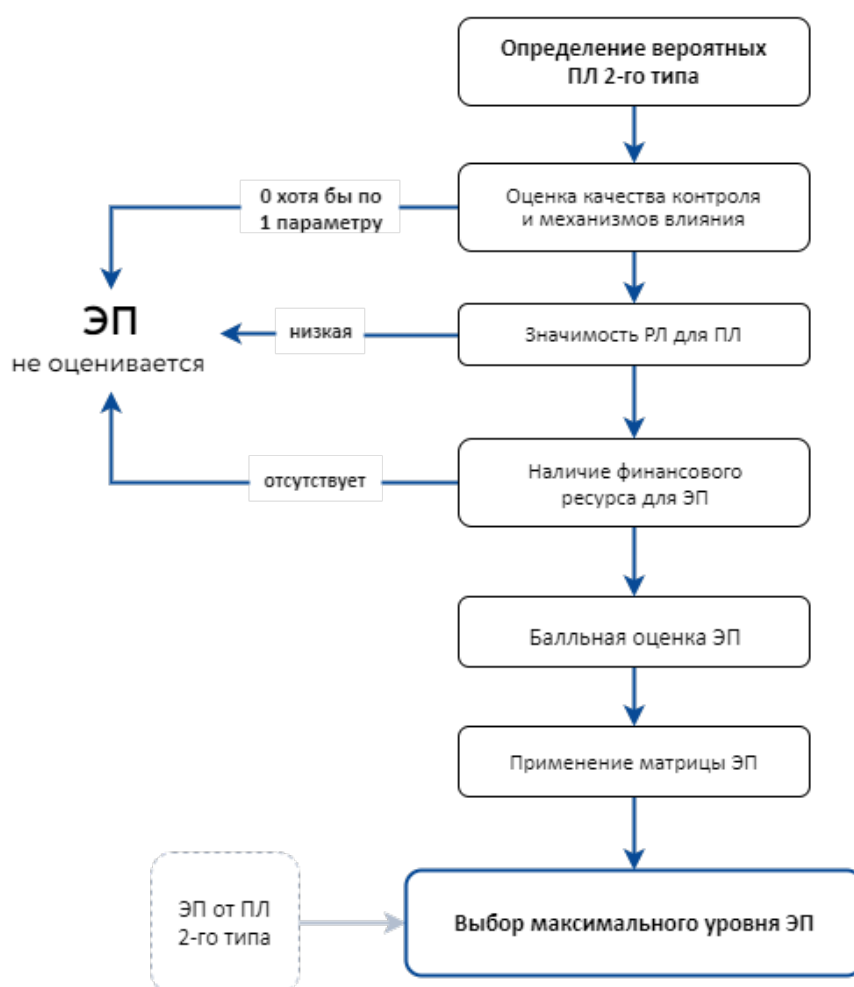 Определение вероятных
ПЛ 2-го типа
0 хотя бы по
1 параметру
Оценка качества контроля
и механизмов влияния
ЭП
не оценивается
низкая
Значимость РЛ для ПЛ
отсутствует
Наличие финансового
ресурса для ЭП
Балльная оценка ЭП
Применение матрицы ЭП
ЭП от ПЛ
2-го типа
Выбор максимального уровня ЭП